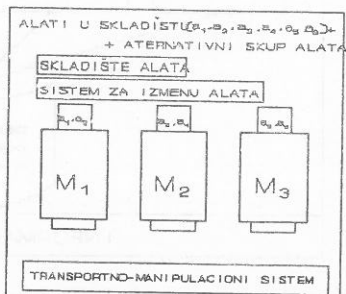 ALATI U SKLADIŠTU(a₁,a₂,a₃,a₄,a₅,a₆)+
+ ATERNATIVNI SKUP ALATA
SKLADIŠTE ALATA
SISTEM ZA IZMENU ALATA
a₁,a₂ a₃,a₄ a₅,a₆
M₁ M₂ M₃
TRANSPORTNO-MANIPULACIONI SISTEM